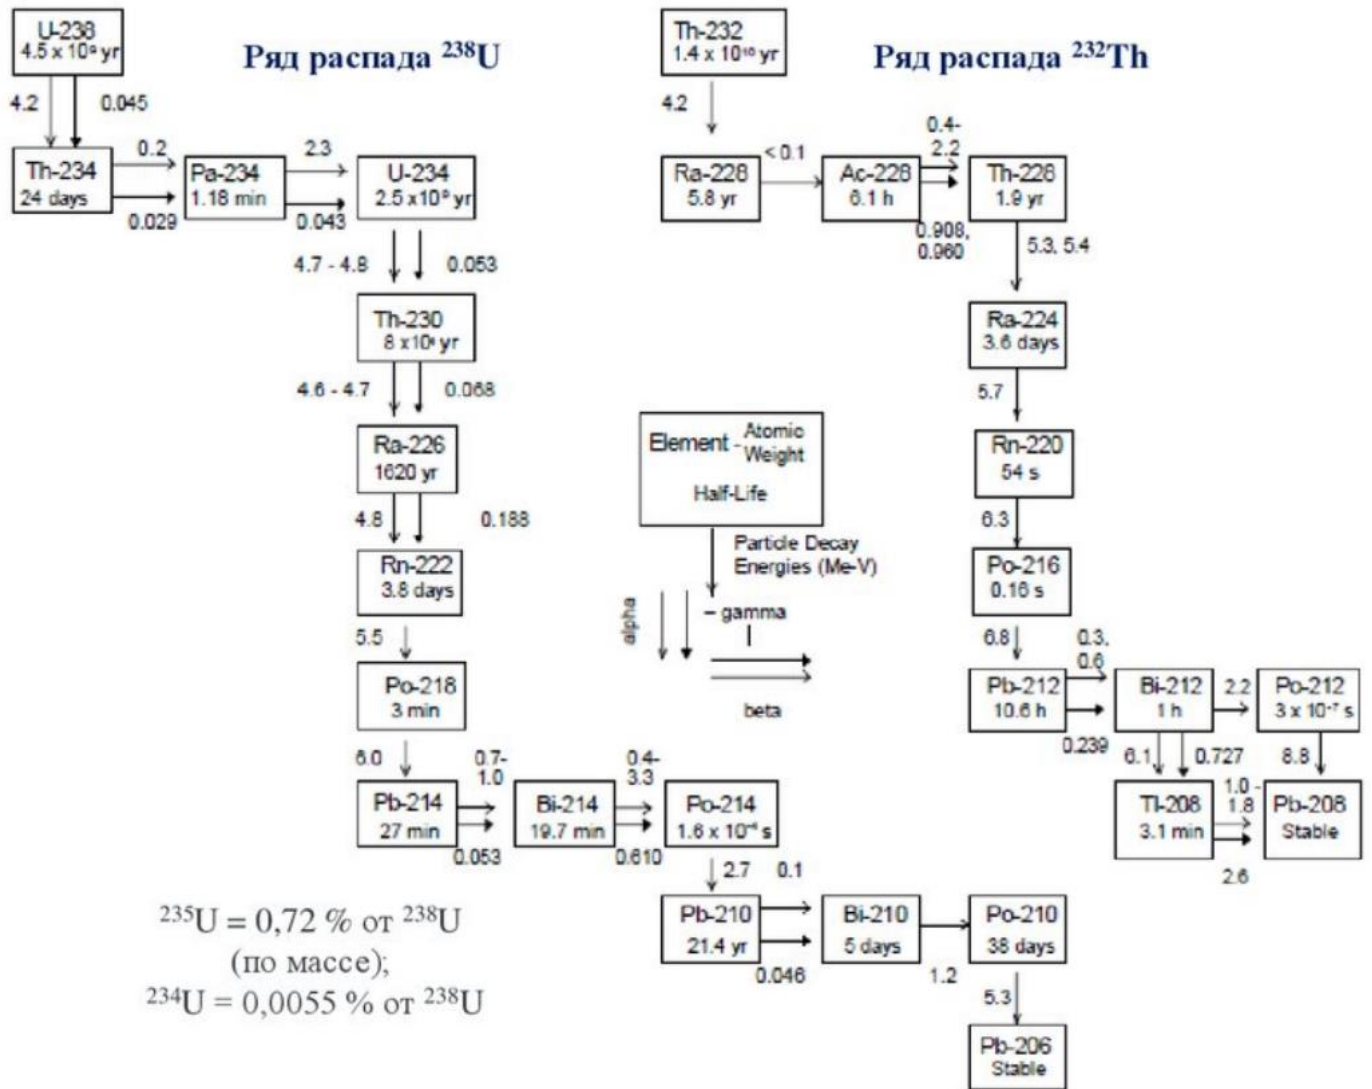 Ряд распада ²³⁸U
U-238
4.5 x 10⁹ yr
4.2
0.045
Th-234
24 days
0.2
0.029
Pa-234
1.18 min
2.3
0.043
U-234
2.5 x10⁵ yr
4.7 - 4.8
0.053
Th-230
8 x10⁴ yr
4.6 - 4.7
0.068
Ra-226
1620 yr
4.8
0.188
Rn-222
3.8 days
5.5
Po-218
3 min
6.0
Pb-214
27 min
0.7-
1.0
0.053
Bi-214
19.7 min
0.4-
3.3
0.610
Po-214
1.6 x 10⁻⁴ s
2.7
Pb-210
21.4 yr
0.1
0.046
Bi-210
5 days
1.2
Po-210
38 days
5.3
Pb-206
Stable
²³⁵U = 0,72 % от ²³⁸U
(по массе);
²³⁴U = 0,0055 % от ²³⁸U
Element - Atomic
Weight
Half-Life
Particle Decay
Energies (Me-V)
alpha
– gamma
beta
Ряд распада ²³²Th
Th-232
1.4 x 10¹⁰ yr
4.2
Ra-228
5.8 yr
<0.1
Ac-228
6.1 h
0.4-
2.2
0.908,
0.960
Th-228
1.9 yr
5.3, 5.4
Ra-224
3.6 days
5.7
Rn-220
54 s
6.3
Po-216
0.16 s
6.8
Pb-212
10.6 h
0.3,
0.6
0.239
Bi-212
1 h
2.2
Po-212
3 x 10⁻⁷ s
6.1
0.727
8.8
Tl-208
3.1 min
1.0 -
1.8
2.6
Pb-208
Stable